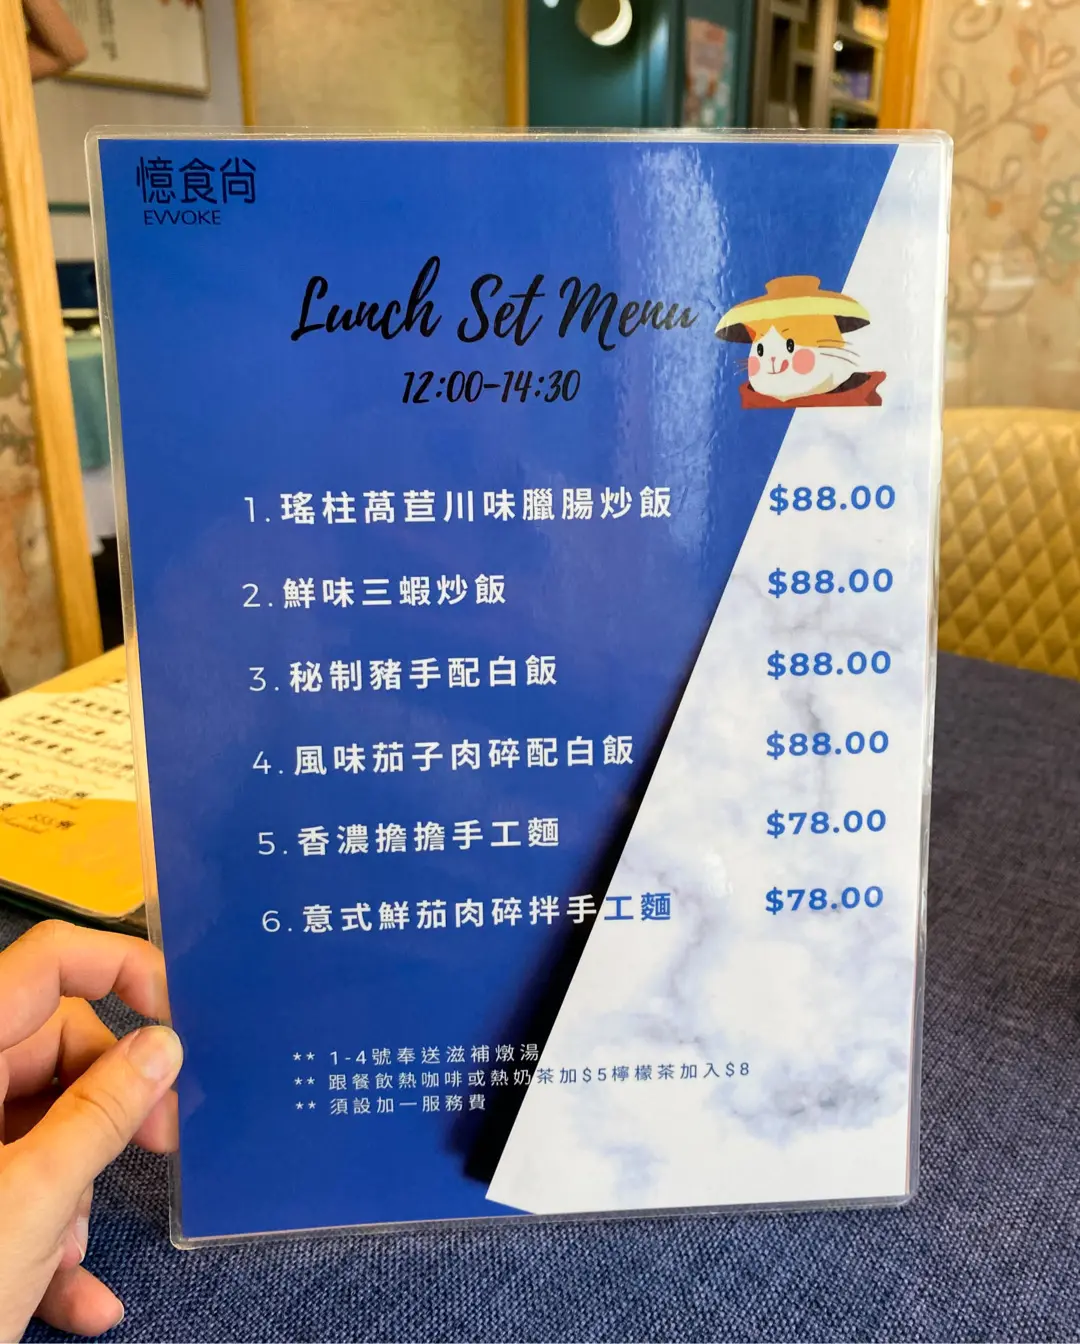 憶食尚
EVVOKE
Lunch Set Menu
12:00-14:30
1.瑤柱萵苣川味臘腸炒飯 $88.00
2.鮮味三蝦炒飯 $88.00
3.秘制豬手配白飯 $88.00
4.風味茄子肉碎配白飯 $88.00
5.香濃擔擔手工麵 $78.00
6.意式鮮茄肉碎拌手工麵 $78.00
** 1-4號奉送滋補燉湯
** 跟餐飲熱咖啡或熱奶茶加$5檸檬茶加入$8
** 須設加一服務費